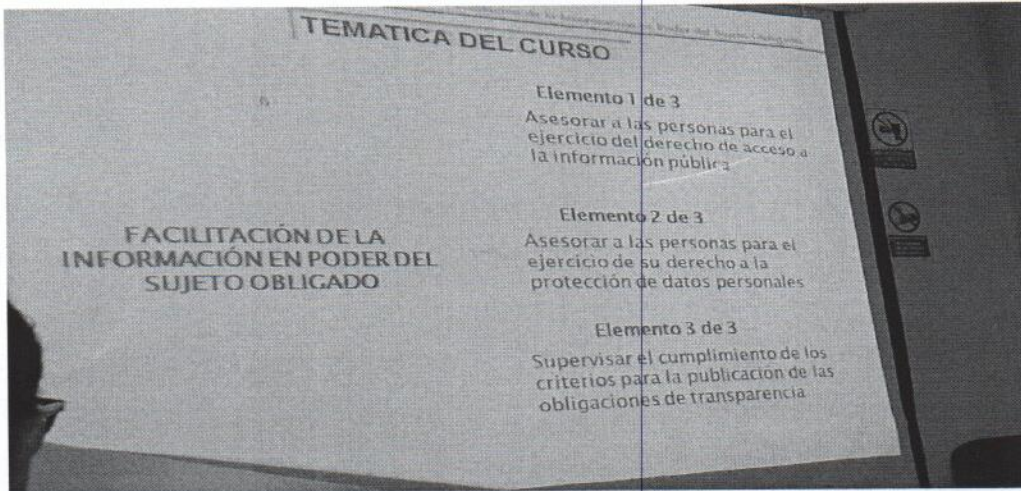 TEMATICA DEL CURSO
Elemento 1 de 3
Asesorar a las personas para el
ejercicio del derecho de acceso a
la información pública
FACILITACIÓN DE LA
INFORMACIÓN EN PODER DEL
SUJETO OBLIGADO
Elemento 2 de 3
Asesorar a las personas para el
ejercicio de su derecho a la
protección de datos personales
Elemento 3 de 3
Supervisar el cumplimiento de los
criterios para la publicación de las
obligaciones de transparencia